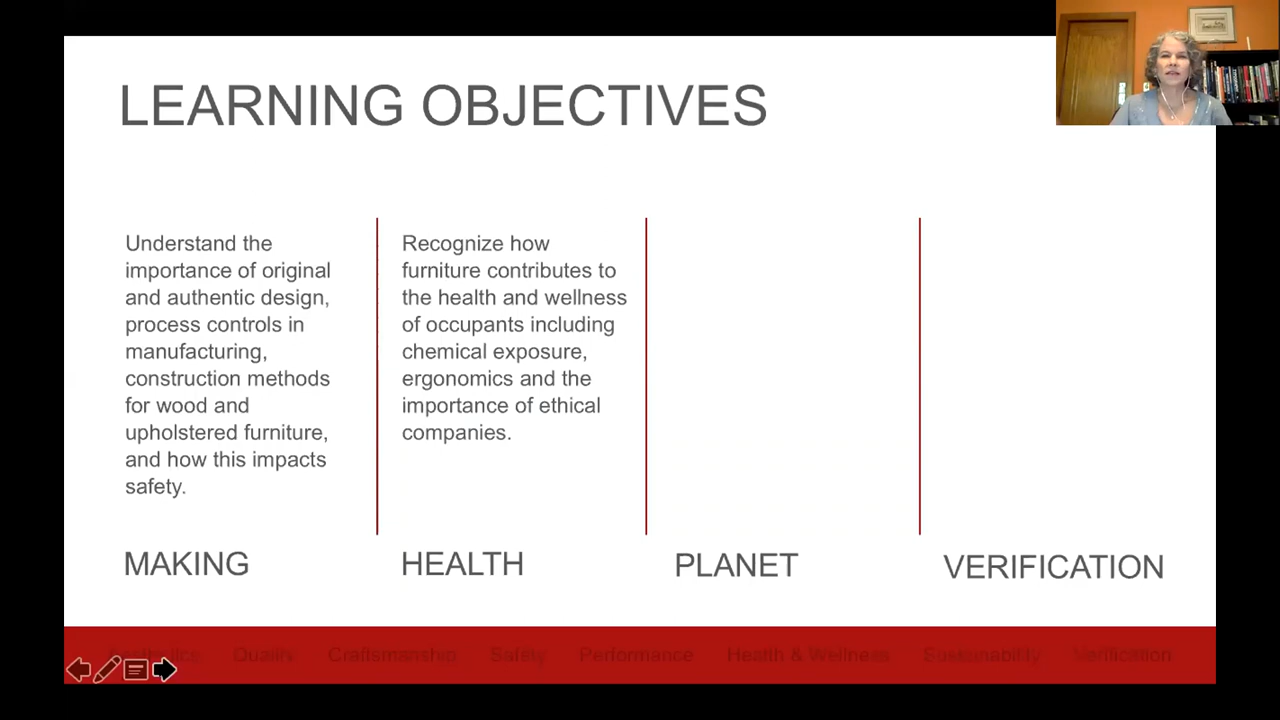 LEARNING OBJECTIVES
Understand the
importance of original
and authentic design,
process controls in
manufacturing,
construction methods
for wood and
upholstered furniture,
and how this impacts
safety.
MAKING
Recognize how
furniture contributes to
the health and wellness
of occupants including
chemical exposure,
ergonomics and the
importance of ethical
companies.
HEALTH
PLANET
VERIFICATION
Quality Craftsmanship Safety Performance Health & Wellness Sustainability Verification